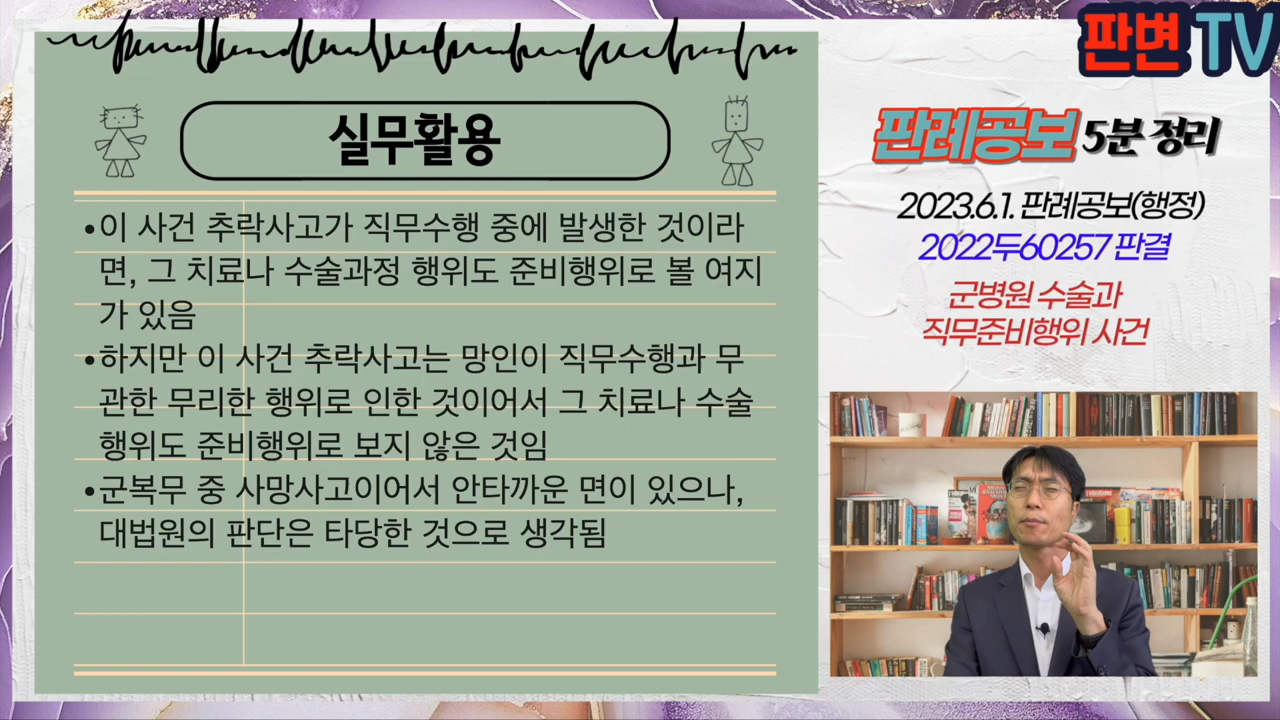 실무활용
•이 사건 추락사고가 직무수행 중에 발생한 것이라
면, 그 치료나 수술과정 행위도 준비행위로 볼 여지
가 있음
•하지만 이 사건 추락사고는 망인이 직무수행과 무
관한 무리한 행위로 인한 것이어서 그 치료나 수술
행위도 준비행위로 보지 않은 것임
•군복무 중 사망사고이어서 안타까운 면이 있으나,
대법원의 판단은 타당한 것으로 생각됨
판변 TV
판례공보 5분 정리
2023.6.1. 판례공보(행정)
2022두60257 판결
군병원 수술과
직무준비행위 사건